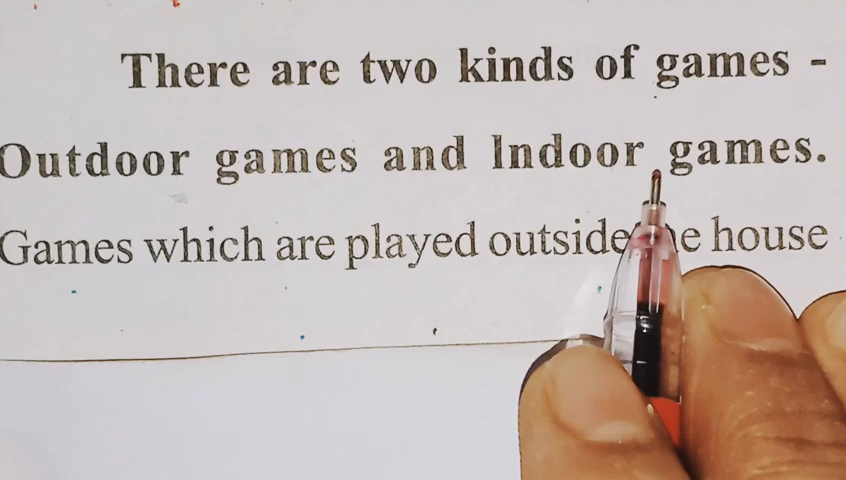 There are two kinds of games -
Outdoor games and Indoor games.
Games which are played outside house